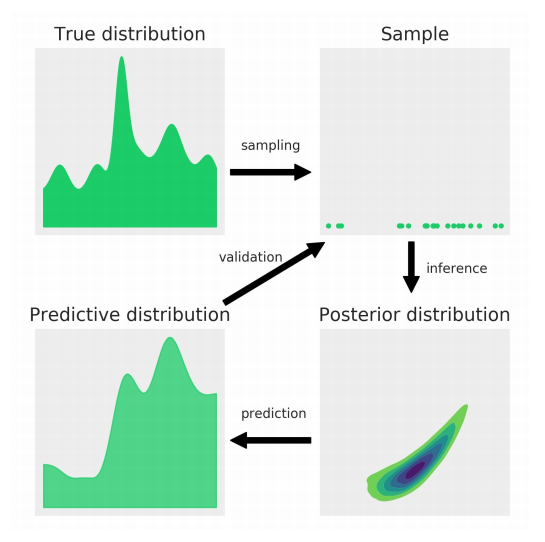 True distribution
Sample
sampling
validation
inference
Predictive distribution
Posterior distribution
prediction